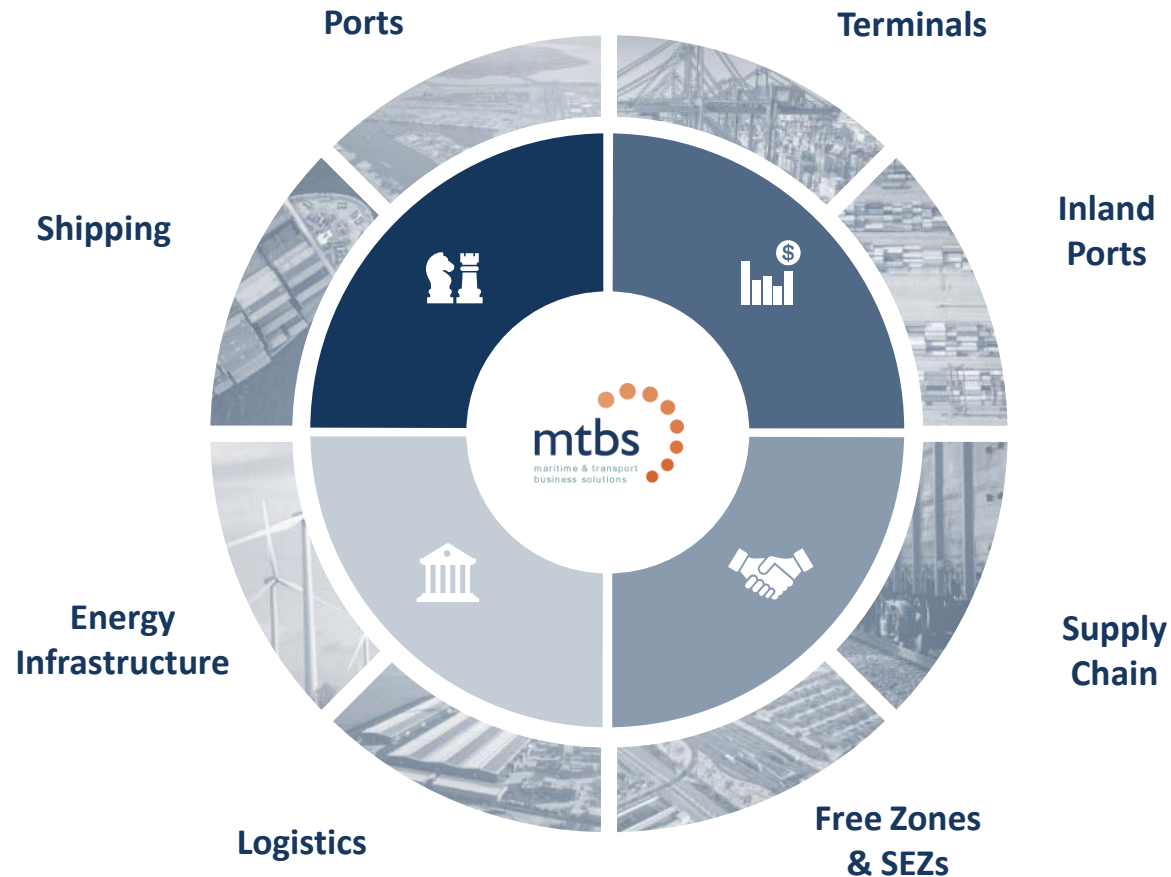 Ports
Terminals
Shipping
Inland
Ports
$
mtbs
maritime & transport
business solutions
Energy
Infrastructure
Supply
Chain
Logistics
Free Zones
& SEZs